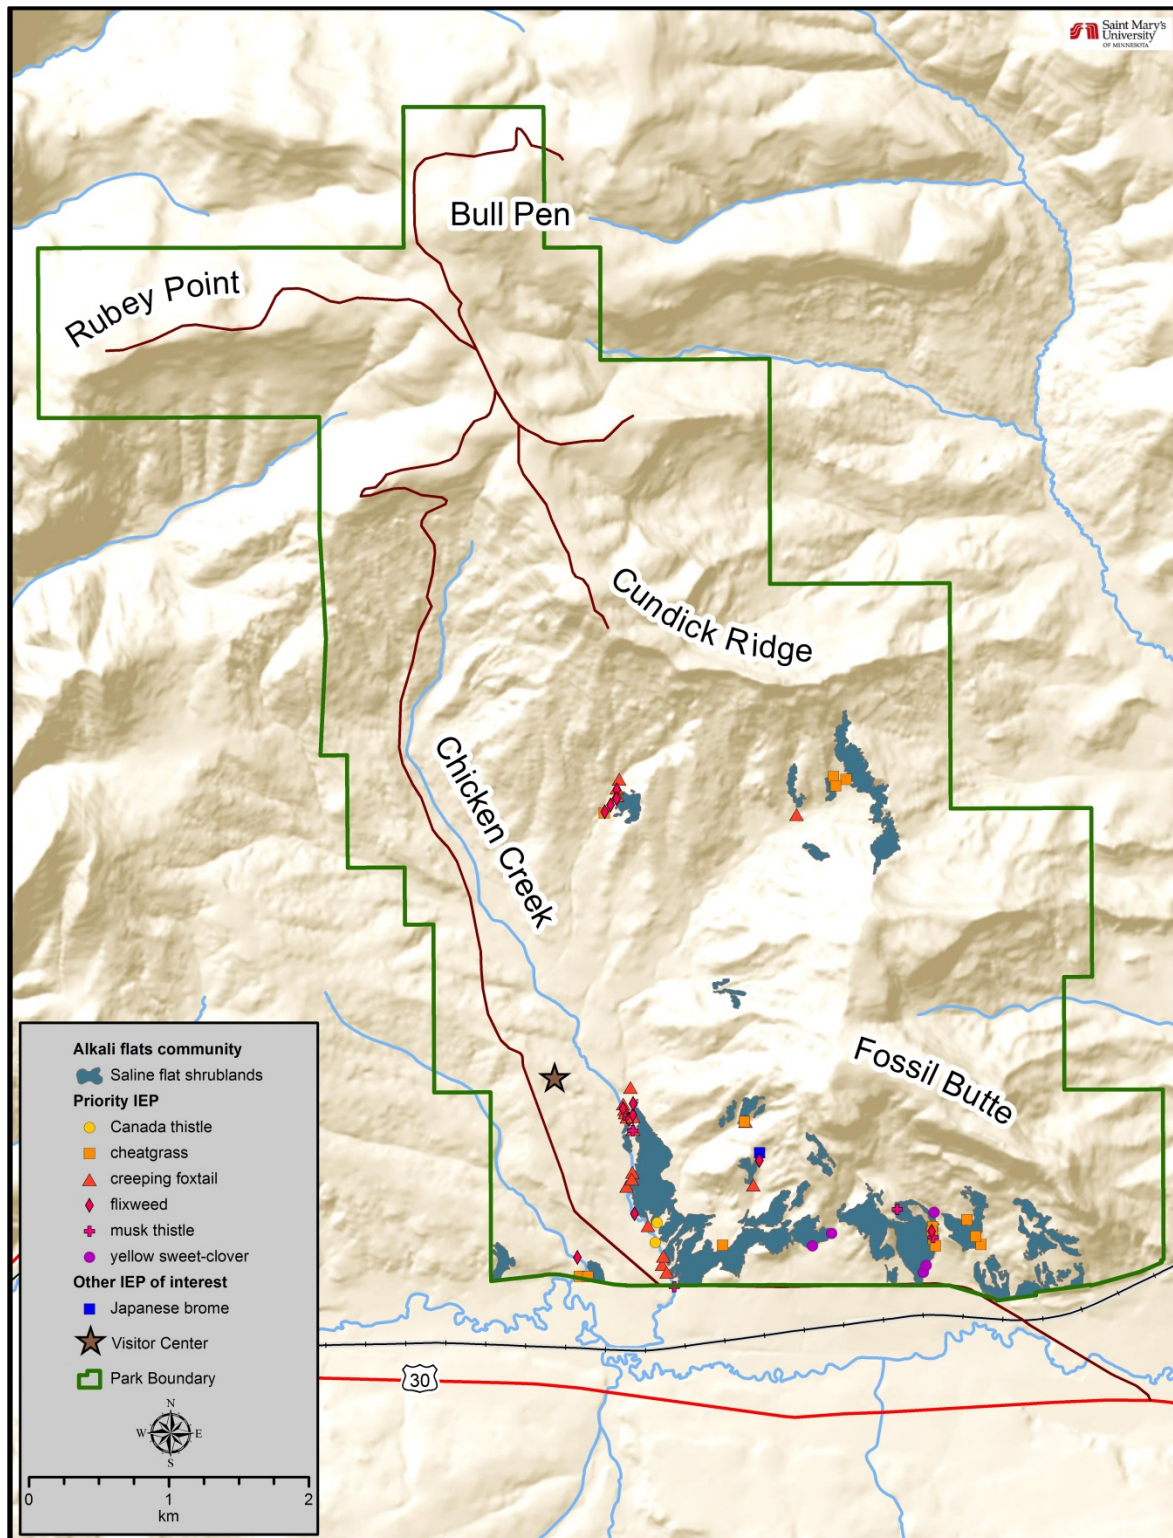 Saint Mary's
University
OF MINNESOTA
Bull Pen
Rubey Point
Cundick Ridge
Chicken Creek
Fossil Butte
Alkali flats community
Saline flat shrublands
Priority IEP
Canada thistle
cheatgrass
creeping foxtail
flixweed
musk thistle
yellow sweet-clover
Other IEP of interest
Japanese brome
Visitor Center
Park Boundary
N
W E
S
0 1 2
km
30